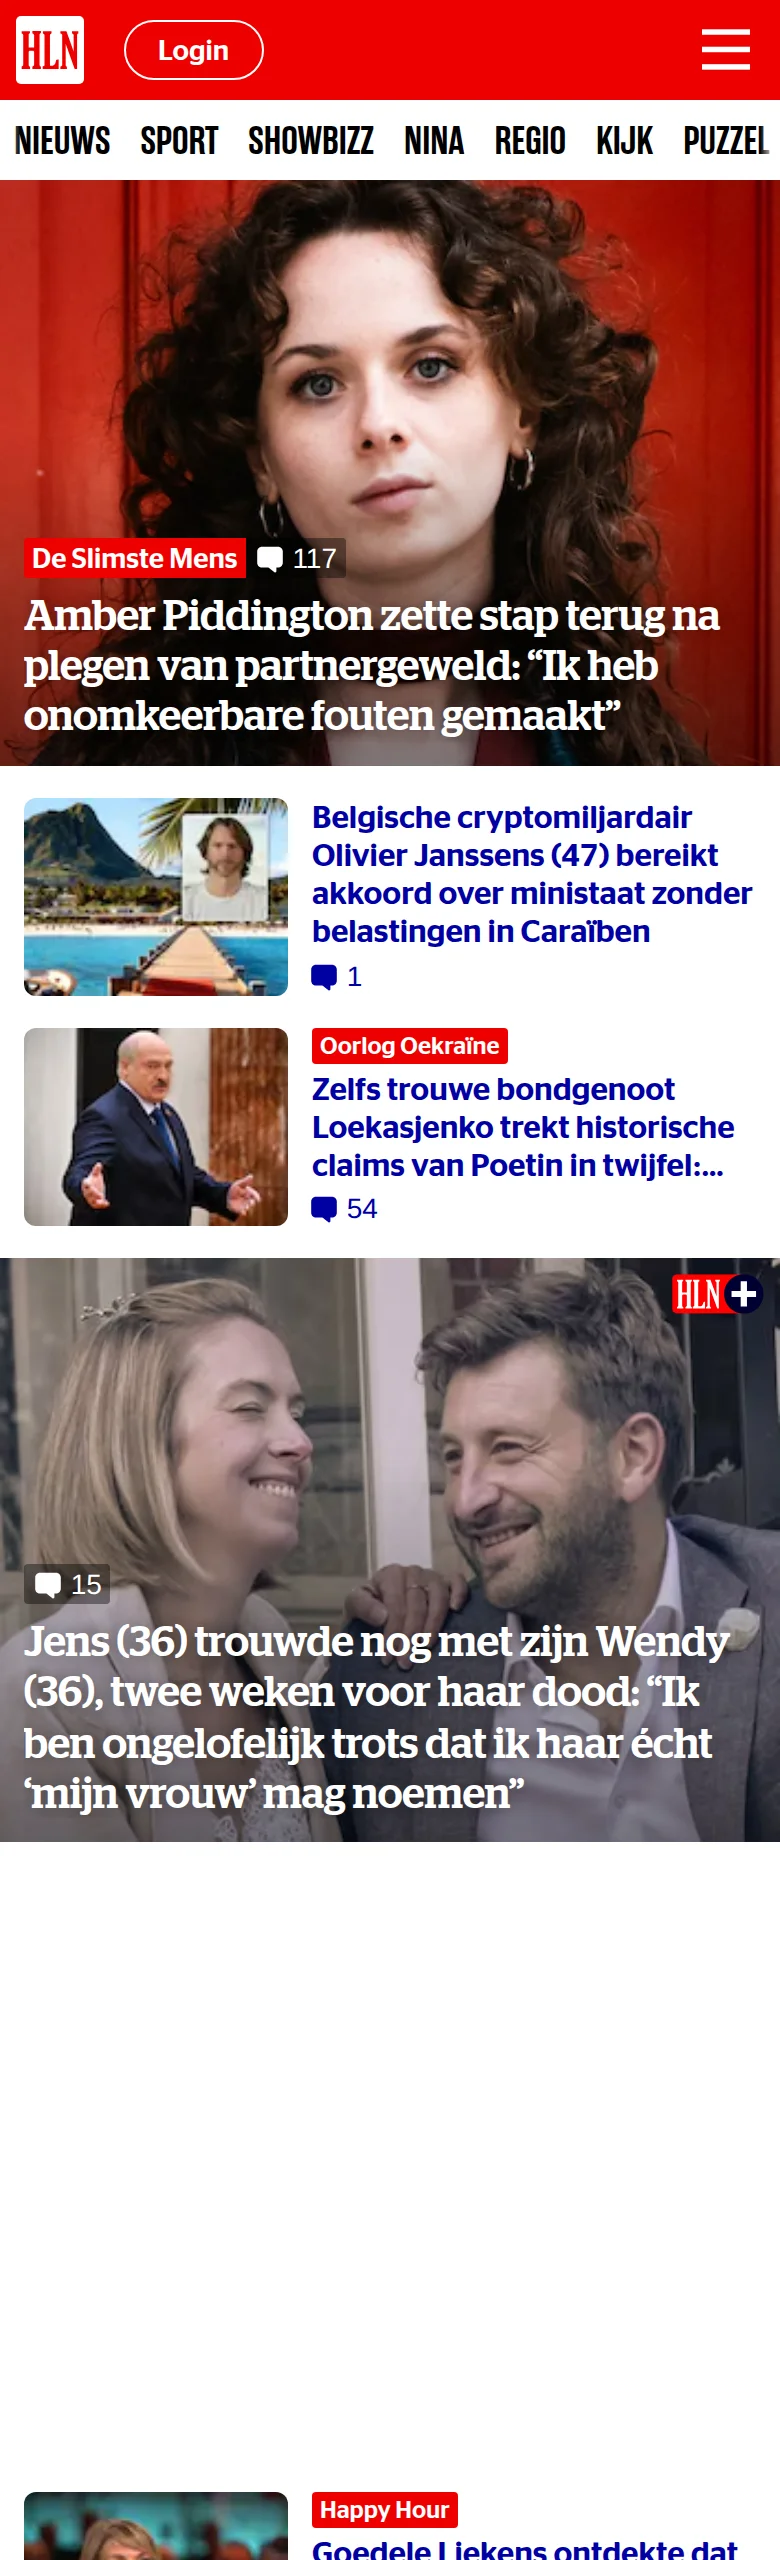 HLN
Login
NIEUWS SPORT SHOWBIZZ NINA REGIO KIJK PUZZEL
De Slimste Mens 117
Amber Piddington zette stap terug na
plegen van partnergeweld: “Ik heb
onomkeerbare fouten gemaakt”
Belgische cryptomiljardair
Olivier Janssens (47) bereikt
akkoord over ministaat zonder
belastingen in Caraïben
1
Oorlog Oekraïne
Zelfs trouwe bondgenoot
Loekasjenko trekt historische
claims van Poetin in twijfel:...
54
HLN+
15
Jens (36) trouwde nog met zijn Wendy
(36), twee weken voor haar dood: “Ik
ben ongelofelijk trots dat ik haar écht
‘mijn vrouw’ mag noemen”
Happy Hour
Goedele Liekens ontdekte dat